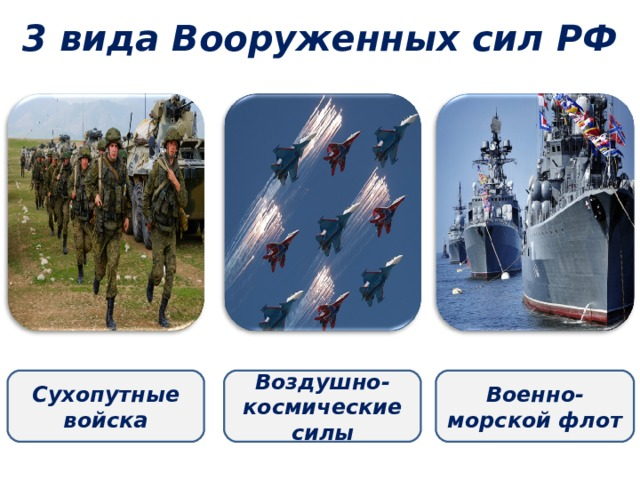 3 вида Вооруженных сил РФ
Сухопутные
войска
Воздушно-
космические
силы
Военно-
морской флот